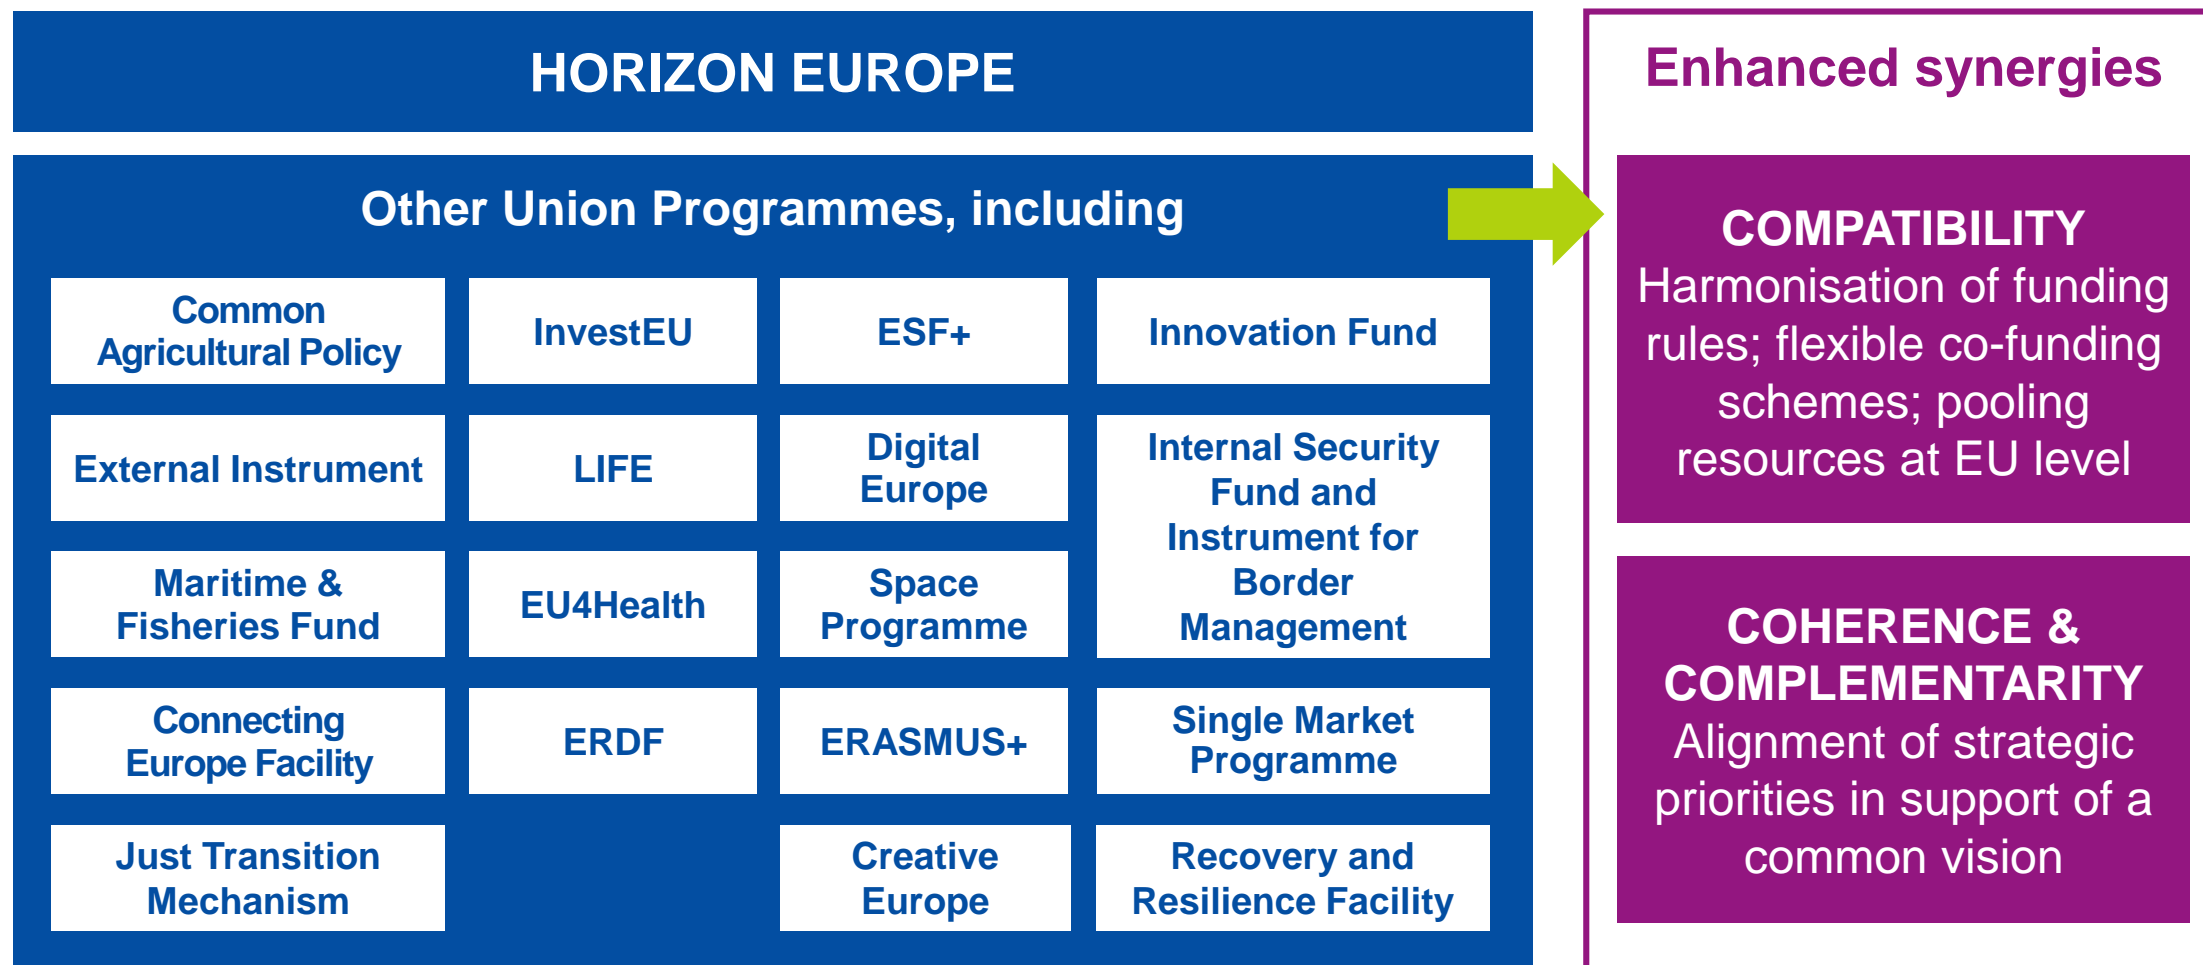 HORIZON EUROPE
Other Union Programmes, including
Common
Agricultural Policy
InvestEU
ESF+
Innovation Fund
External Instrument
LIFE
Digital
Europe
Internal Security
Fund and
Instrument for
Border
Management
Maritime &
Fisheries Fund
EU4Health
Space
Programme
Connecting
Europe Facility
ERDF
ERASMUS+
Single Market
Programme
Just Transition
Mechanism
Creative
Europe
Recovery and
Resilience Facility
Enhanced synergies
COMPATIBILITY
Harmonisation of funding
rules; flexible co-funding
schemes; pooling
resources at EU level
COHERENCE &
COMPLEMENTARITY
Alignment of strategic
priorities in support of a
common vision